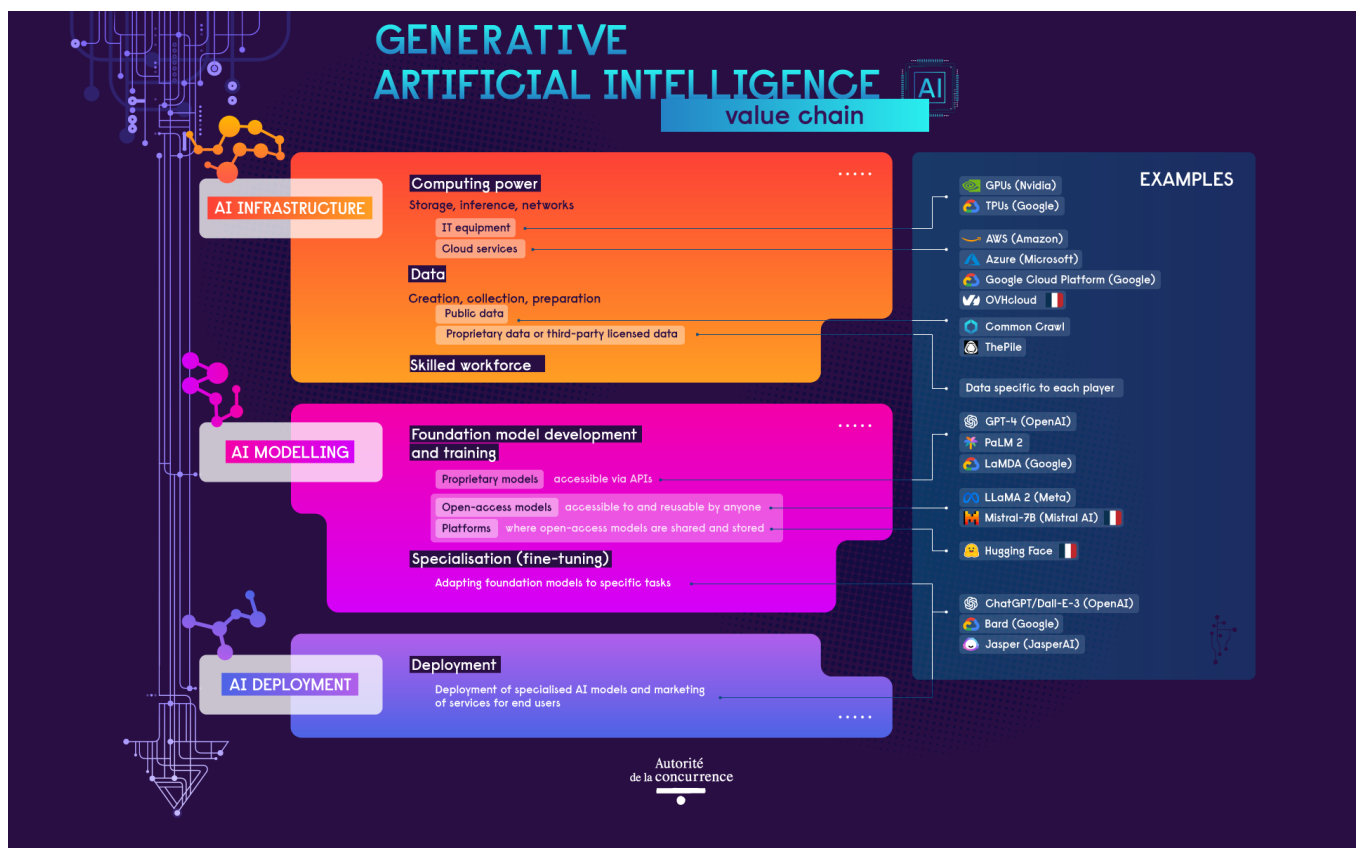 GENERATIVE
ARTIFICIAL INTELLIGENCE
AI
value chain
AI INFRASTRUCTURE
Computing power
Storage, inference, networks
IT equipment
Cloud services
Data
Creation, collection, preparation
Public data
Proprietary data or third-party licensed data
Skilled workforce
AI MODELLING
Foundation model development
and training
Proprietary models accessible via APIs
Open-access models accessible to and reusable by anyone
Platforms where open-access models are shared and stored
Specialisation (fine-tuning)
Adapting foundation models to specific tasks
AI DEPLOYMENT
Deployment
Deployment of specialised AI models and marketing
of services for end users
EXAMPLES
GPUs (Nvidia)
TPUs (Google)
AWS (Amazon)
Azure (Microsoft)
Google Cloud Platform (Google)
OVHcloud
Common Crawl
ThePile
Data specific to each player
GPT-4 (OpenAI)
PaLM 2
LaMDA (Google)
LLaMA 2 (Meta)
Mistral-7B (Mistral AI)
Hugging Face
ChatGPT/Dall-E-3 (OpenAI)
Bard (Google)
Jasper (JasperAI)
Autorité
de la concurrence